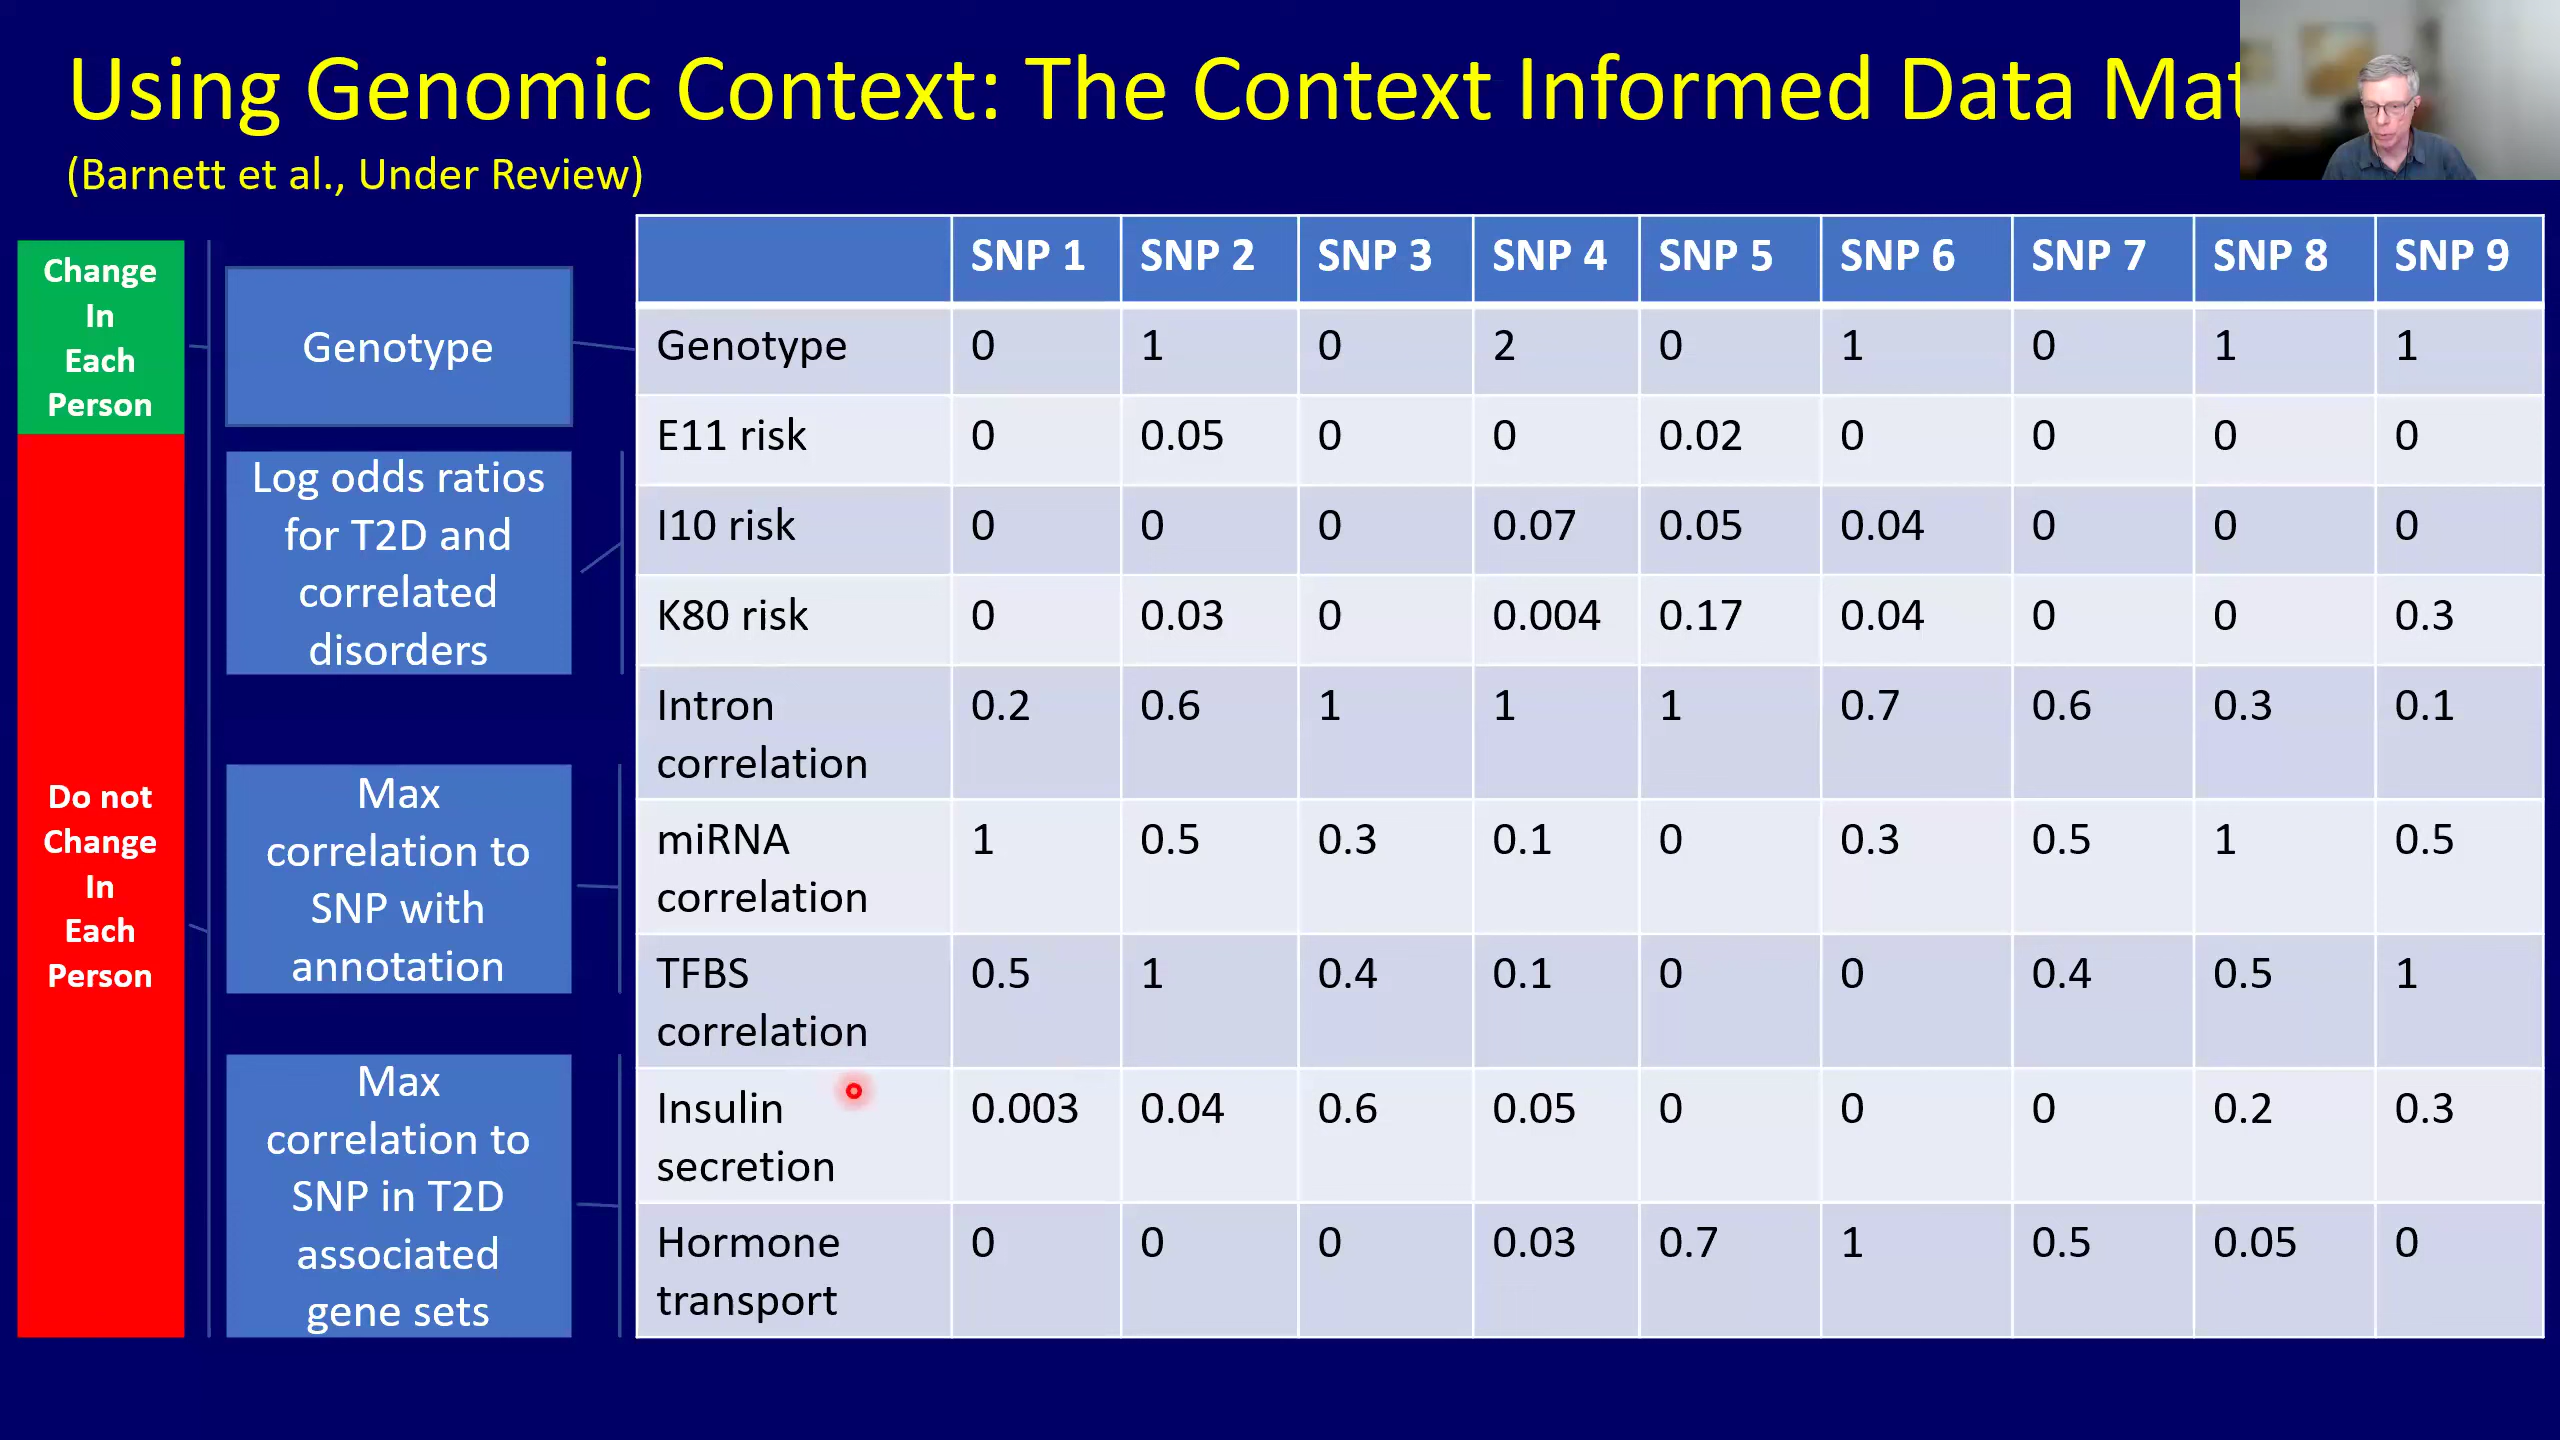 Using Genomic Context: The Context Informed Data Mat
(Barnett et al., Under Review)
Change
In
Each
Person
Do not
Change
In
Each
Person
Genotype
Log odds ratios
for T2D and
correlated
disorders
Max
correlation to
SNP with
annotation
Max
correlation to
SNP in T2D
associated
gene sets
SNP 1 SNP 2 SNP 3 SNP 4 SNP 5 SNP 6 SNP 7 SNP 8 SNP 9
Genotype 0 1 0 2 0 1 0 1 1
E11 risk 0 0.05 0 0 0.02 0 0 0 0
I10 risk 0 0 0 0.07 0.05 0.04 0 0 0
K80 risk 0 0.03 0 0.004 0.17 0.04 0 0 0.3
Intron 0.2 0.6 1 1 1 0.7 0.6 0.3 0.1
correlation
miRNA 1 0.5 0.3 0.1 0 0.3 0.5 1 0.5
correlation
TFBS 0.5 1 0.4 0.1 0 0 0.4 0.5 1
correlation
Insulin 0.003 0.04 0.6 0.05 0 0 0 0.2 0.3
secretion
Hormone 0 0 0 0.03 0.7 1 0.5 0.05 0
transport